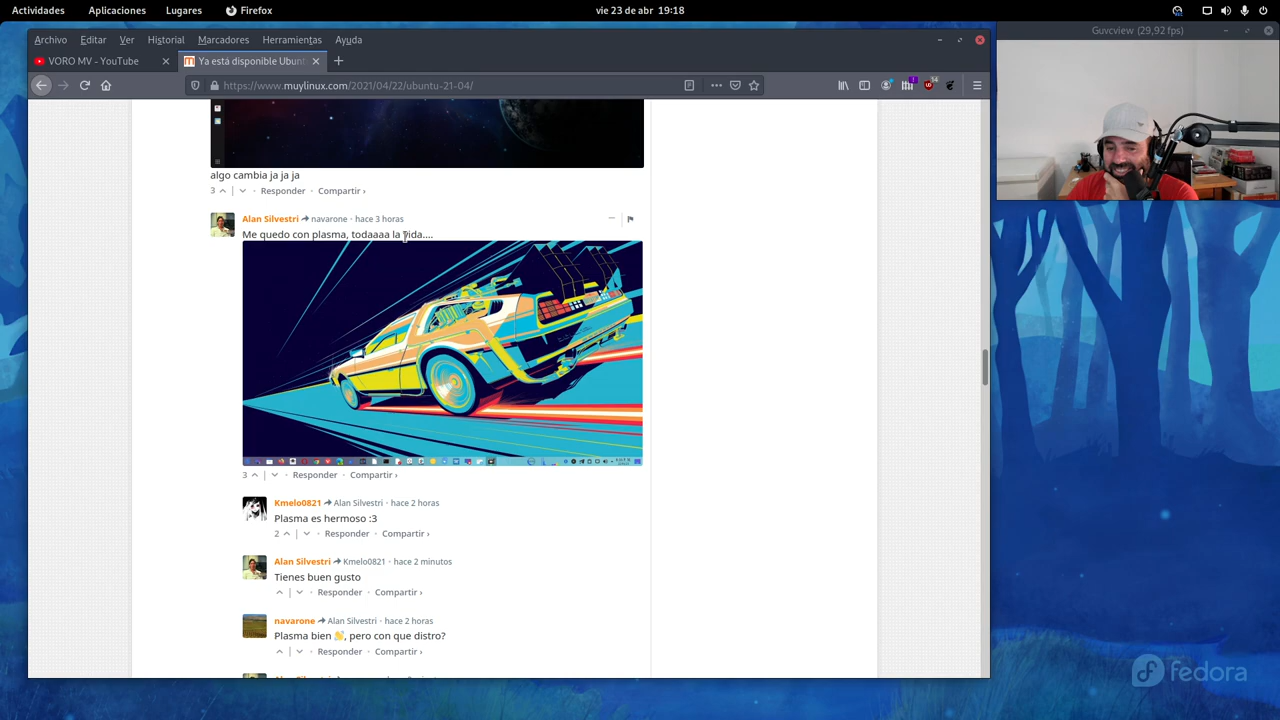 Actividades Aplicaciones Lugares Firefox vie 23 de abr 19:18
Guvcview (29,92 fps)
Archivo Editar Ver Historial Marcadores Herramientas Ayuda
VORO MV - YouTube
Ya está disponible Ubunt
https://www.muylinux.com/2021/04/22/ubuntu-21-04/
algo cambia ja ja ja
3 · Responder · Compartir ›
Alan Silvestri navarone · hace 3 horas
Me quedo con plasma, todaaaa la vida....
3 · Responder · Compartir ›
Kmelo0821 Alan Silvestri · hace 2 horas
Plasma es hermoso :3
2 · Responder · Compartir ›
Alan Silvestri Kmelo0821 · hace 2 minutos
Tienes buen gusto
· Responder · Compartir ›
navarone Alan Silvestri · hace 2 horas
Plasma bien 👏, pero con que distro?
· Responder · Compartir ›
fedora